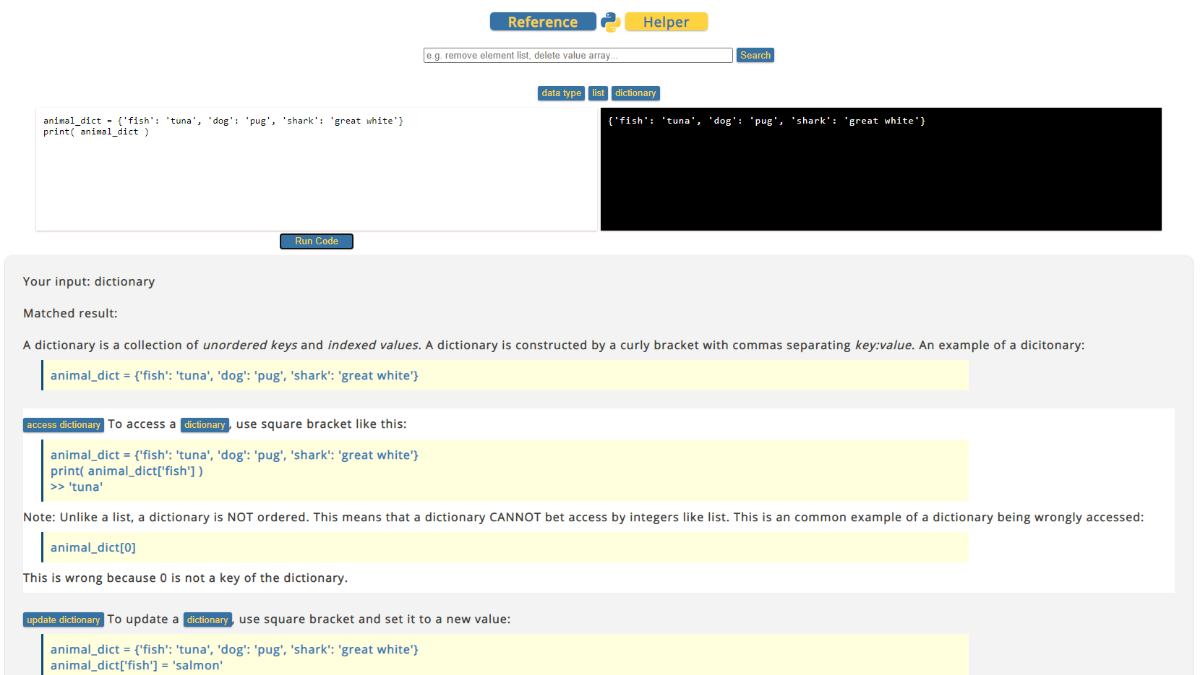 Reference Helper
e.g. remove element list, delete value array... Search
data type list dictionary
animal_dict = {'fish': 'tuna', 'dog': 'pug', 'shark': 'great white'}
print( animal_dict )
{'fish': 'tuna', 'dog': 'pug', 'shark': 'great white'}
Run Code
Your input: dictionary
Matched result:
A dictionary is a collection of unordered keys and indexed values. A dictionary is constructed by a curly bracket with commas separating key:value. An example of a dicitonary:
animal_dict = {'fish': 'tuna', 'dog': 'pug', 'shark': 'great white'}
access dictionary To access a dictionary, use square bracket like this:
animal_dict = {'fish': 'tuna', 'dog': 'pug', 'shark': 'great white'}
print( animal_dict['fish'] )
>> 'tuna'
Note: Unlike a list, a dictionary is NOT ordered. This means that a dictionary CANNOT bet access by integers like list. This is an common example of a dictionary being wrongly accessed:
animal_dict[0]
This is wrong because 0 is not a key of the dictionary.
update dictionary To update a dictionary, use square bracket and set it to a new value:
animal_dict = {'fish': 'tuna', 'dog': 'pug', 'shark': 'great white'}
animal_dict['fish'] = 'salmon'